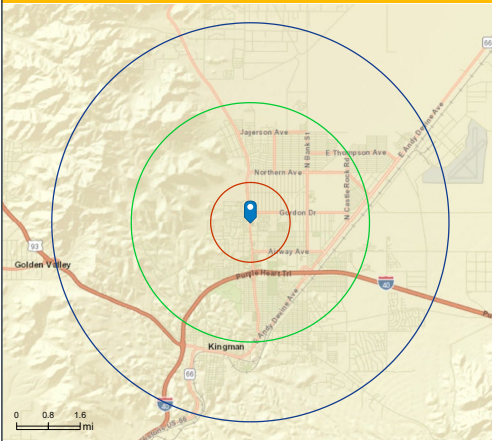 66
Jagerson Ave
N Bank St
E Thompson Ave
E Andy Devine Ave
Northern Ave
N Castle Rock Rd
Gordon Dr
93
Airway Ave
Golden Valley
Purple Heart Trl
40
E Andy Devine Ave
Kingman
66
40
0 0.8 1.6
mi